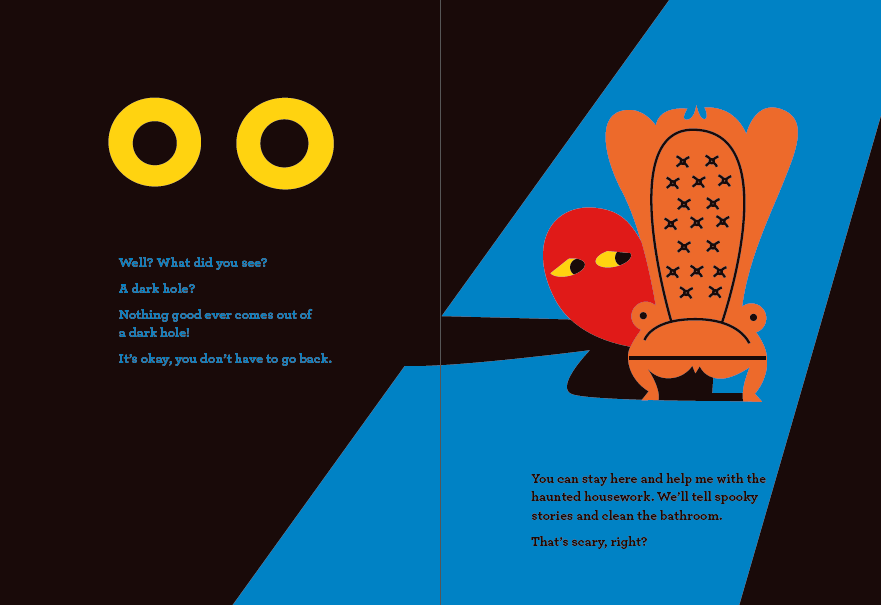 Well? What did you see?
A dark hole?
Nothing good ever comes out of
a dark hole!
It's okay, you don't have to go back.
You can stay here and help me with the
haunted housework. We'll tell spooky
stories and clean the bathroom.
That's scary, right?